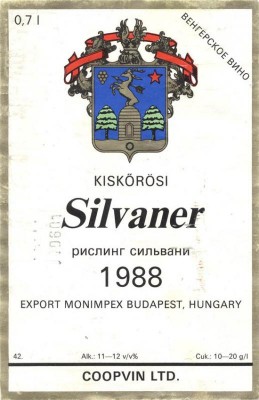 0,7 l
ВЕНГЕРСКОЕ ВИНО
KISKŐRÖSI
Silvaner
рислинг сильвани
1988
EXPORT MONIMPEX BUDAPEST, HUNGARY
42. Alk.: 11—12 v/v% Cuk.: 10—20 g/l
COOPVIN LTD.